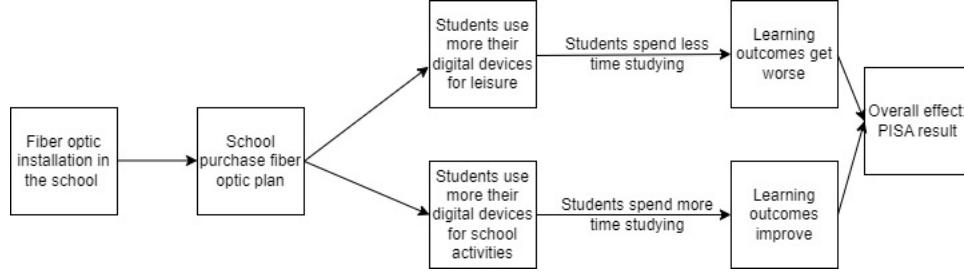 Fiber optic
installation in
the school
School
purchase fiber
optic plan
Students use
more their
digital devices
for leisure
Students spend less
time studying
Learning
outcomes get
worse
Students use
more their
digital devices
for school
activities
Students spend more
time studying
Learning
outcomes
improve
Overall effect:
PISA result